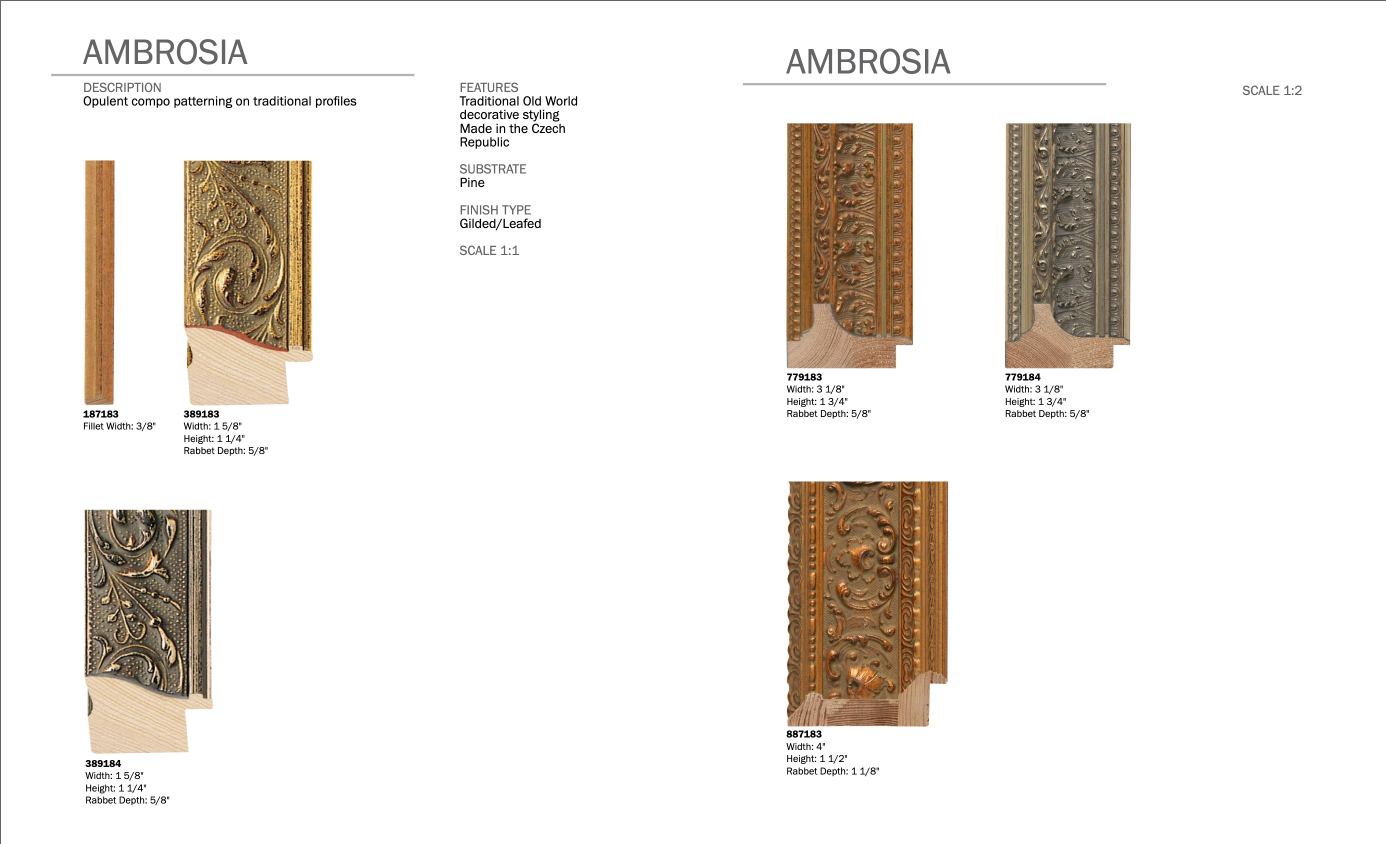 AMBROSIA
DESCRIPTION
Opulent compo patterning on traditional profiles
FEATURES
Traditional Old World
decorative styling
Made in the Czech
Republic
SUBSTRATE
Pine
FINISH TYPE
Gilded/Leafed
SCALE 1:1
187183
Fillet Width: 3/8"
389183
Width: 1 5/8"
Height: 1 1/4"
Rabbet Depth: 5/8"
389184
Width: 1 5/8"
Height: 1 1/4"
Rabbet Depth: 5/8"
AMBROSIA
SCALE 1:2
779183
Width: 3 1/8"
Height: 1 3/4"
Rabbet Depth: 5/8"
779184
Width: 3 1/8"
Height: 1 3/4"
Rabbet Depth: 5/8"
887183
Width: 4"
Height: 1 1/2"
Rabbet Depth: 1 1/8"